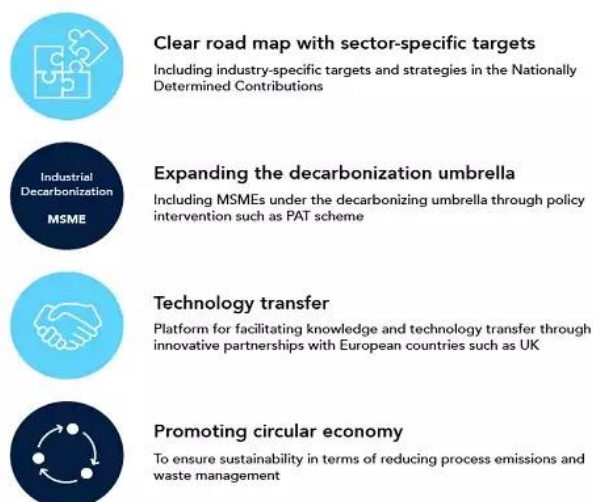 Clear road map with sector-specific targets
Including industry-specific targets and strategies in the Nationally
Determined Contributions
Industrial
Decarbonization
MSME
Expanding the decarbonization umbrella
Including MSMEs under the decarbonizing umbrella through policy
intervention such as PAT scheme
Technology transfer
Platform for facilitating knowledge and technology transfer through
innovative partnerships with European countries such as UK
Promoting circular economy
To ensure sustainability in terms of reducing process emissions and
waste management